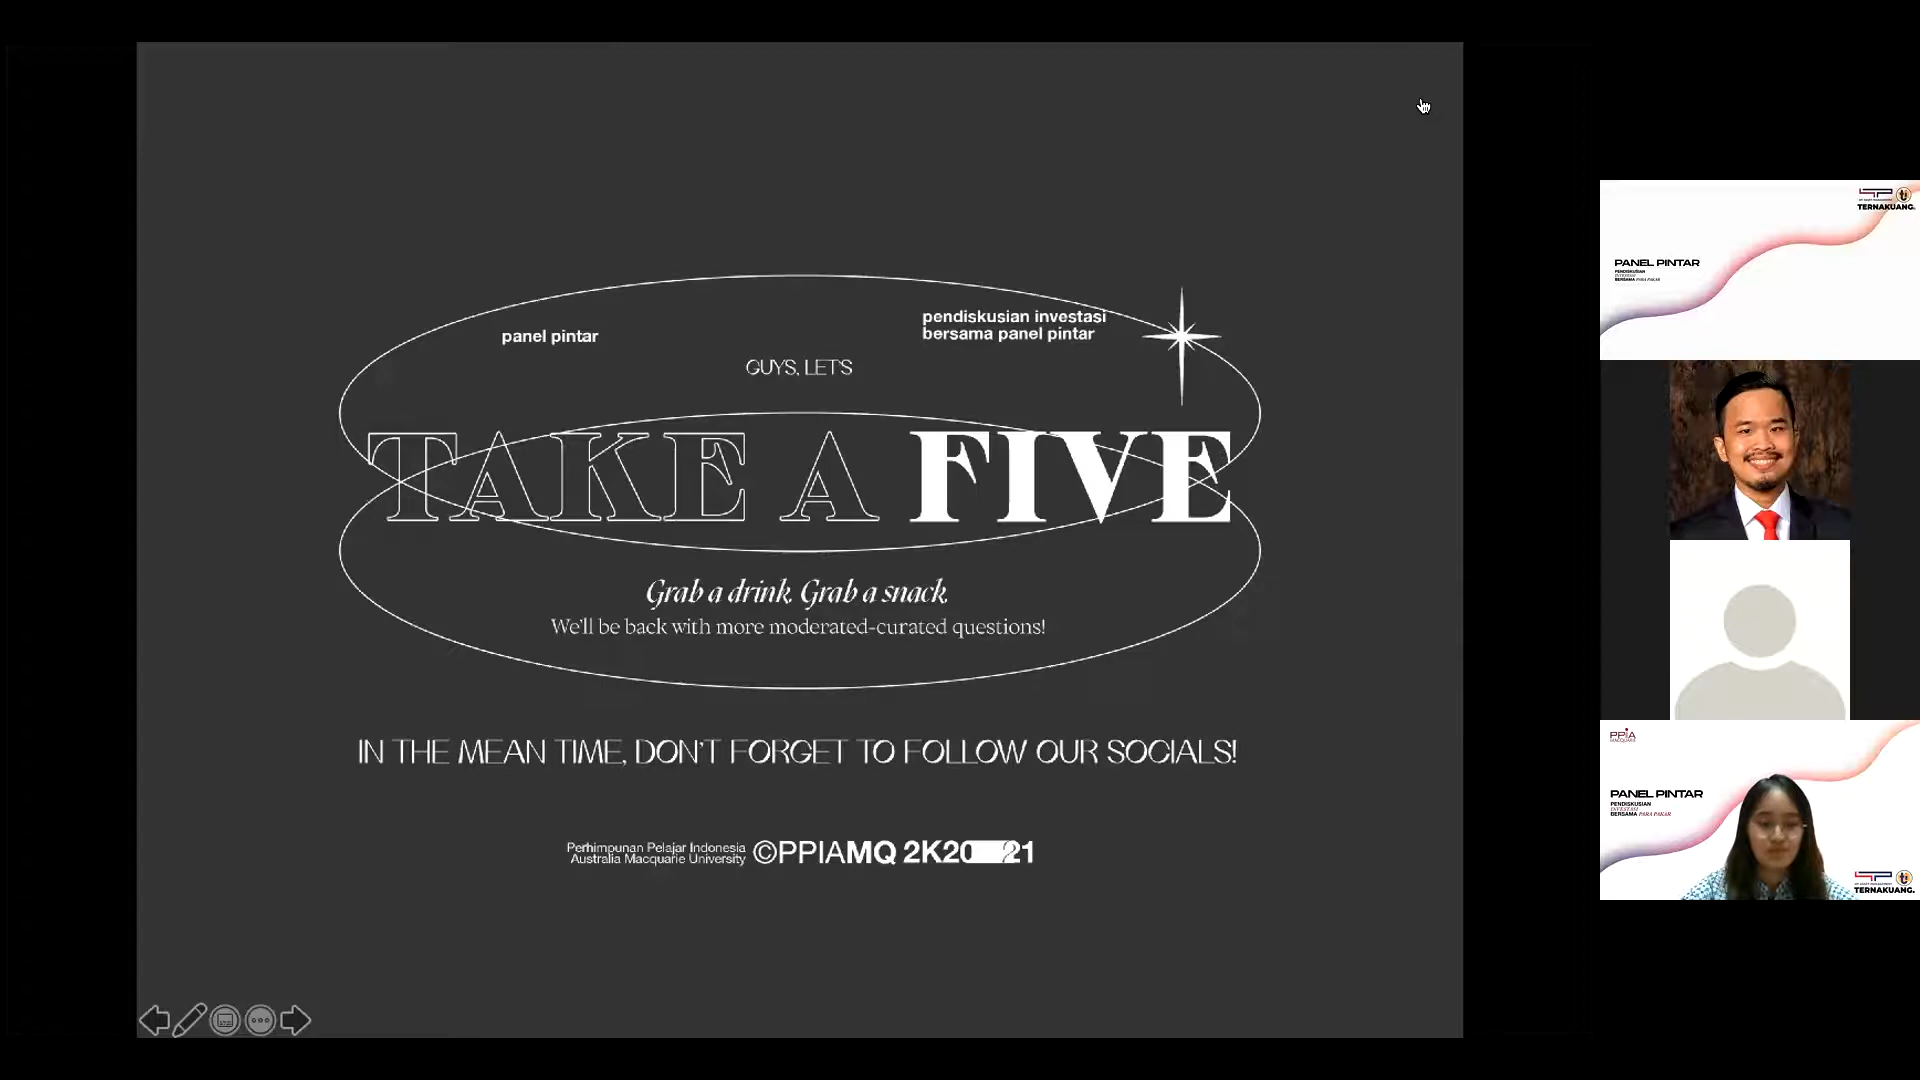 panel pintar
pendiskusian investasi
bersama panel pintar
GUYS, LET'S
TAKE A FIVE
Grab a drink. Grab a snack.
We'll be back with more moderated-curated questions!
IN THE MEAN TIME, DON'T FORGET TO FOLLOW OUR SOCIALS!
Perhimpunan Pelajar Indonesia
Australia Macquarie University
©PPIAMQ 2K20 21
TERNAKUANG.
PANEL PINTAR
PENDISKUSIAN
INVESTASI
BERSAMA PARA PAKAR
PPIA
MACQUARIE
PANEL PINTAR
PENDISKUSIAN
INVESTASI
BERSAMA PARA PAKAR
TERNAKUANG.